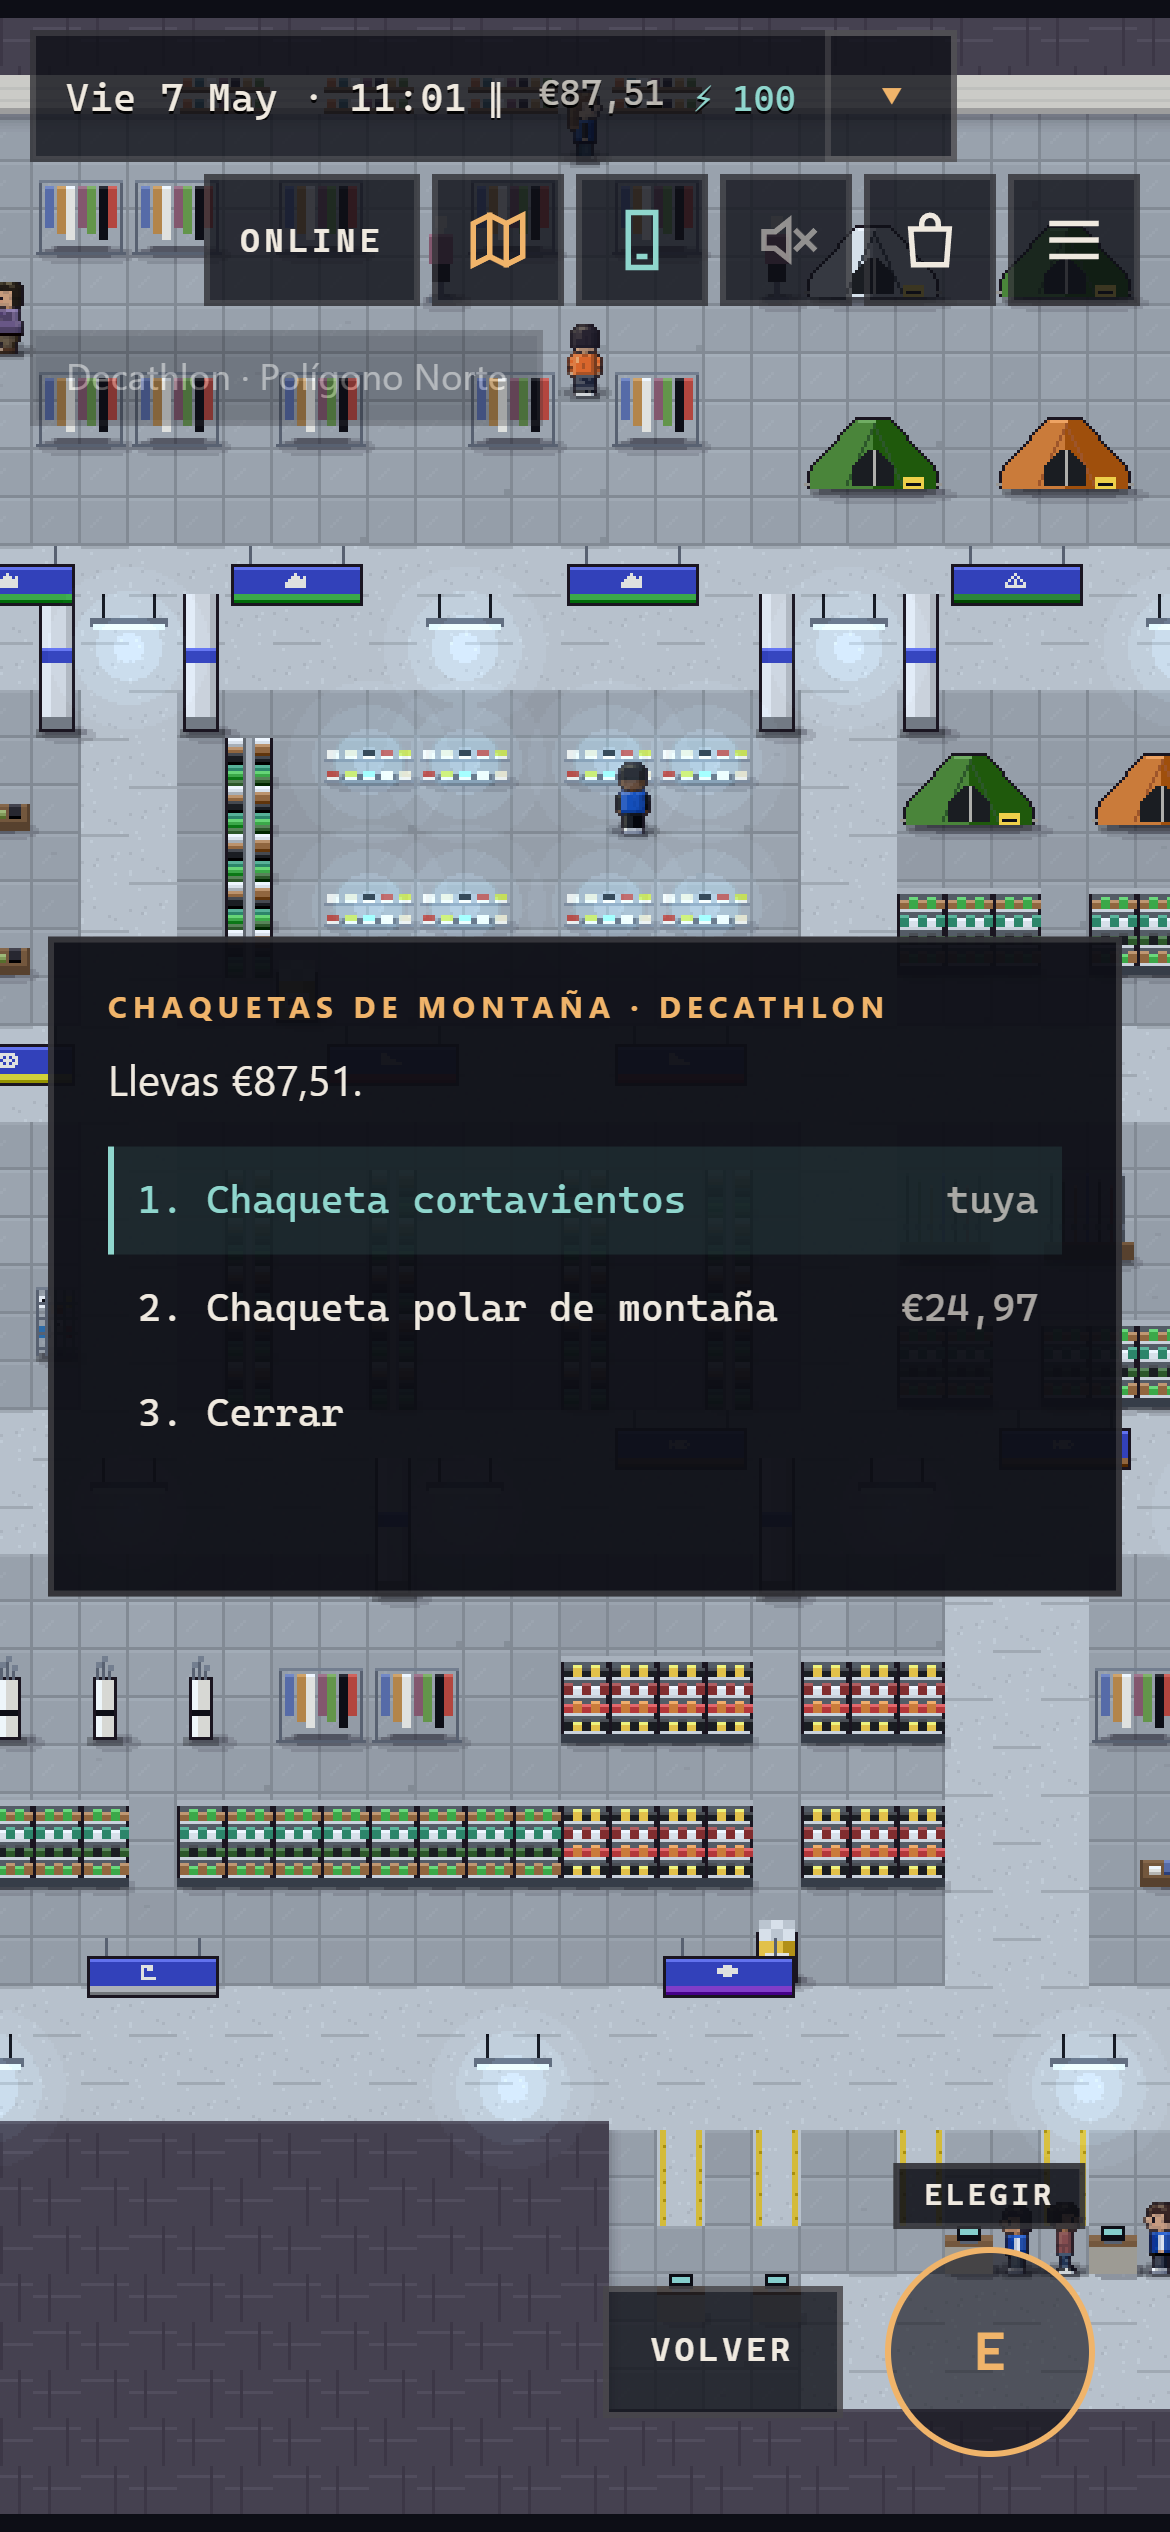 Vie 7 May · 11:01 ‖ €87,51 ⚡ 100 ▼
ONLINE
Decathlon · Polígono Norte
CHAQUETAS DE MONTAÑA · DECATHLON
Llevas €87,51.
1. Chaqueta cortavientos tuya
2. Chaqueta polar de montaña €24,97
3. Cerrar
ELEGIR
VOLVER
E